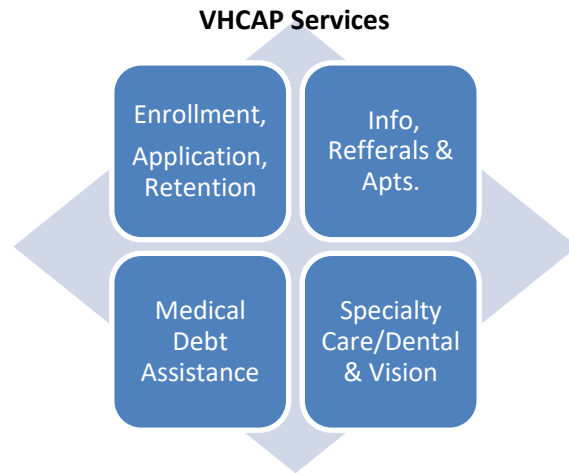 VHCAP Services
Enrollment,
Application,
Retention
Info,
Refferals &
Apts.
Medical
Debt
Assistance
Specialty
Care/Dental
& Vision